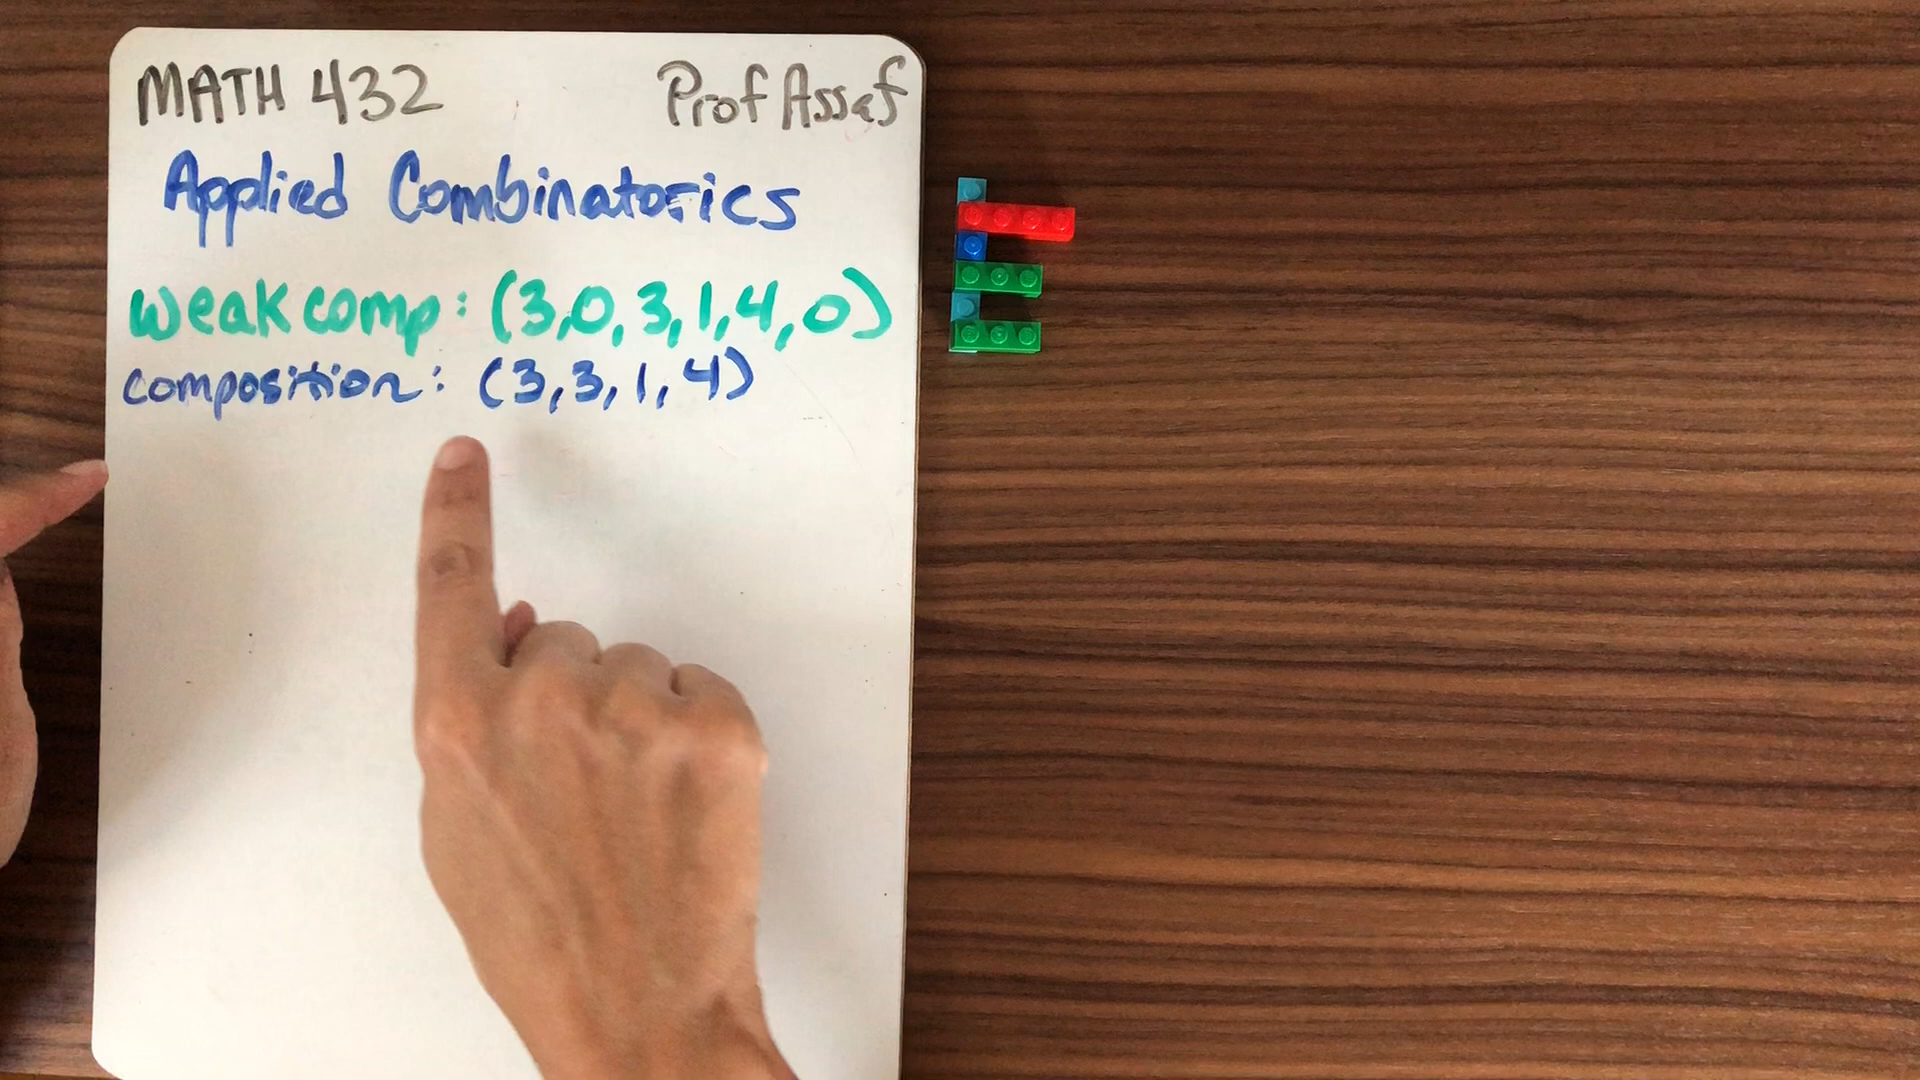 MATH 432 Prof Assaf
Applied Combinatorics
weak comp: (3,0,3,1,4,0)
composition: (3,3,1,4)